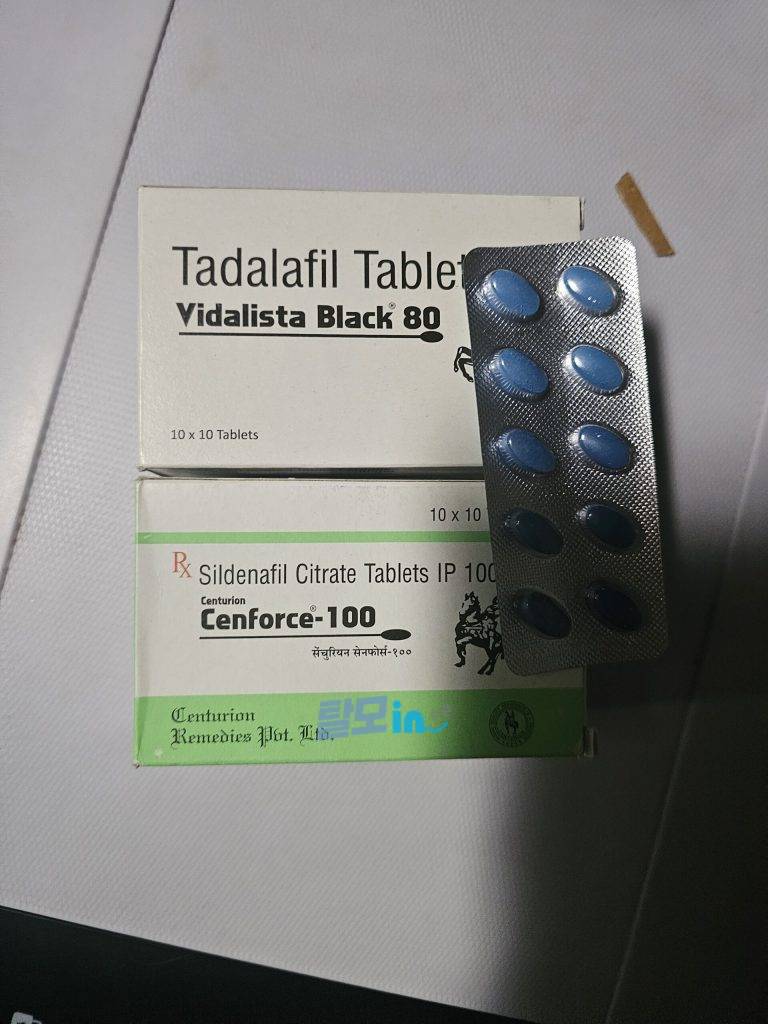 Tadalafil Tablet
Vidalista Black® 80
10 x 10 Tablets
10 x 10
Rx Sildenafil Citrate Tablets IP 100
Centurion
Cenforce®-100
सेंचुरियन सेनफोर्स-१००
Centurion
Remedies Pvt. Ltd.
탈모in